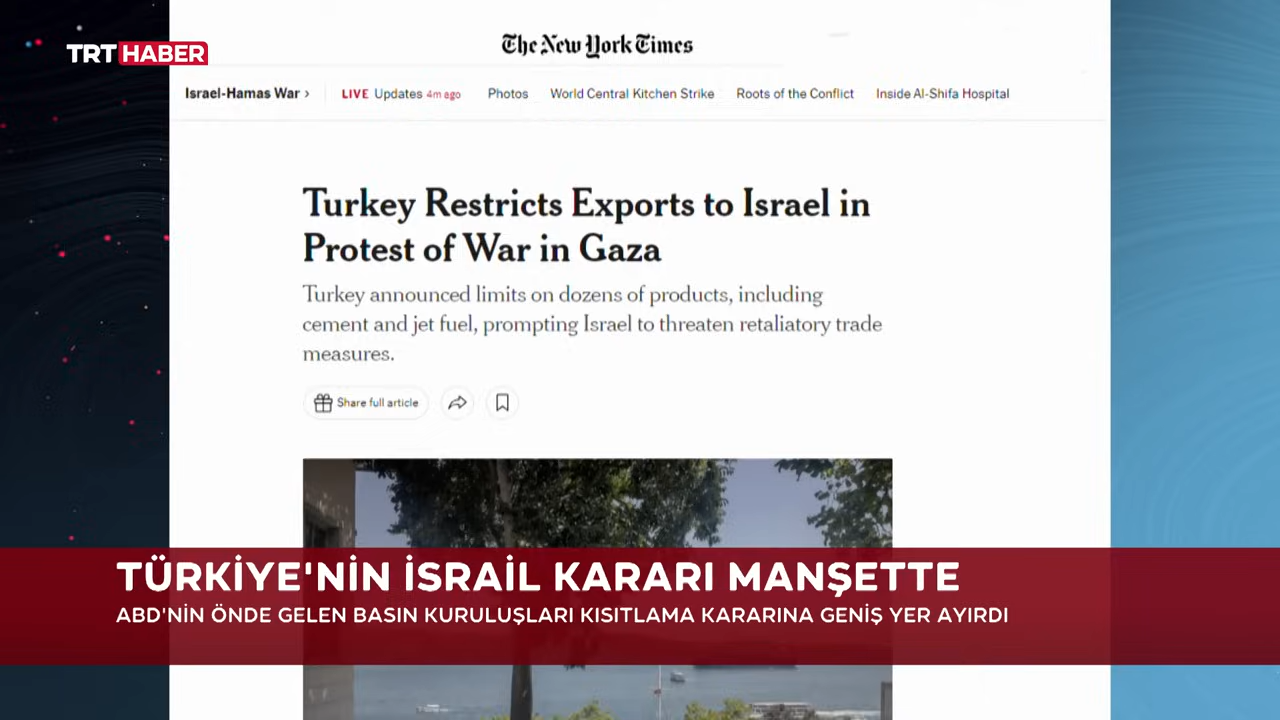 TRT HABER
The New York Times
Israel-Hamas War › LIVE Updates 4m ago Photos World Central Kitchen Strike Roots of the Conflict Inside Al-Shifa Hospital
Turkey Restricts Exports to Israel in
Protest of War in Gaza
Turkey announced limits on dozens of products, including
cement and jet fuel, prompting Israel to threaten retaliatory trade
measures.
Share full article
TÜRKİYE'NİN İSRAİL KARARI MANŞETTE
ABD'NİN ÖNDE GELEN BASIN KURULUŞLARI KISITLAMA KARARINA GENİŞ YER AYIRDI